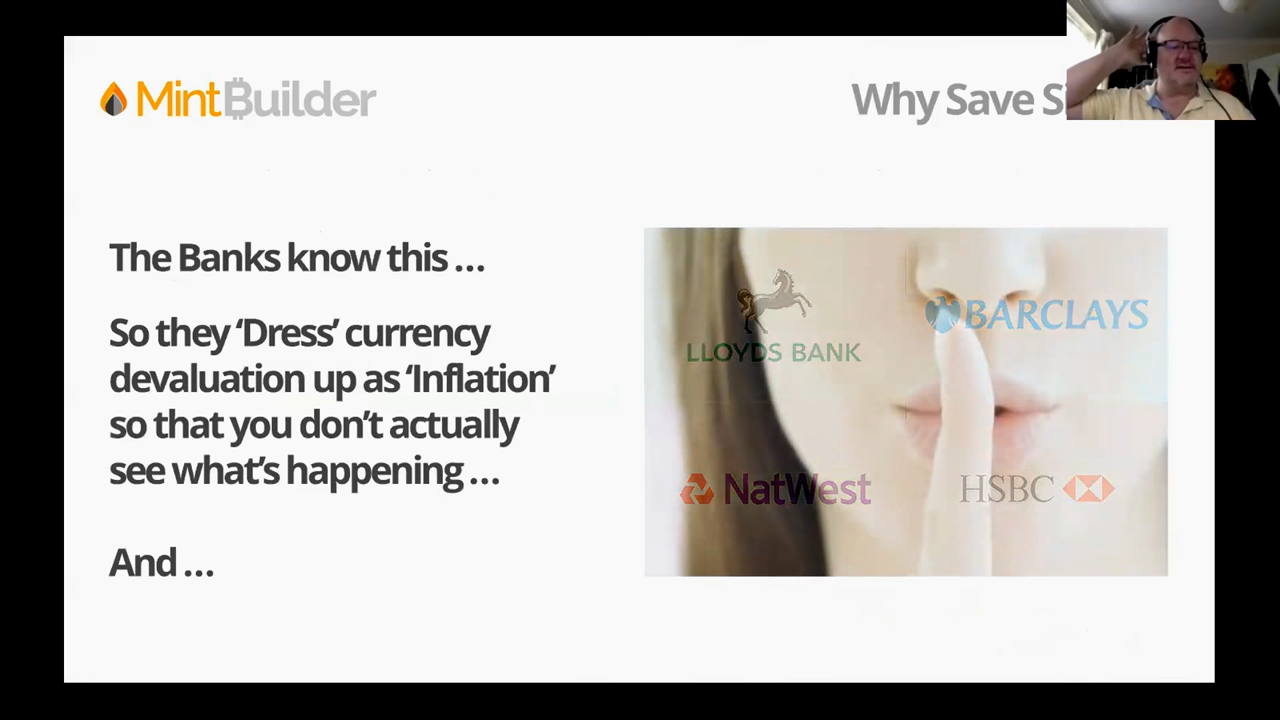 MintBuilder
Why Save
The Banks know this ...
So they ‘Dress’ currency
devaluation up as ‘Inflation’
so that you don’t actually
see what’s happening ...
And ...
LLOYDS BANK
BARCLAYS
NatWest
HSBC